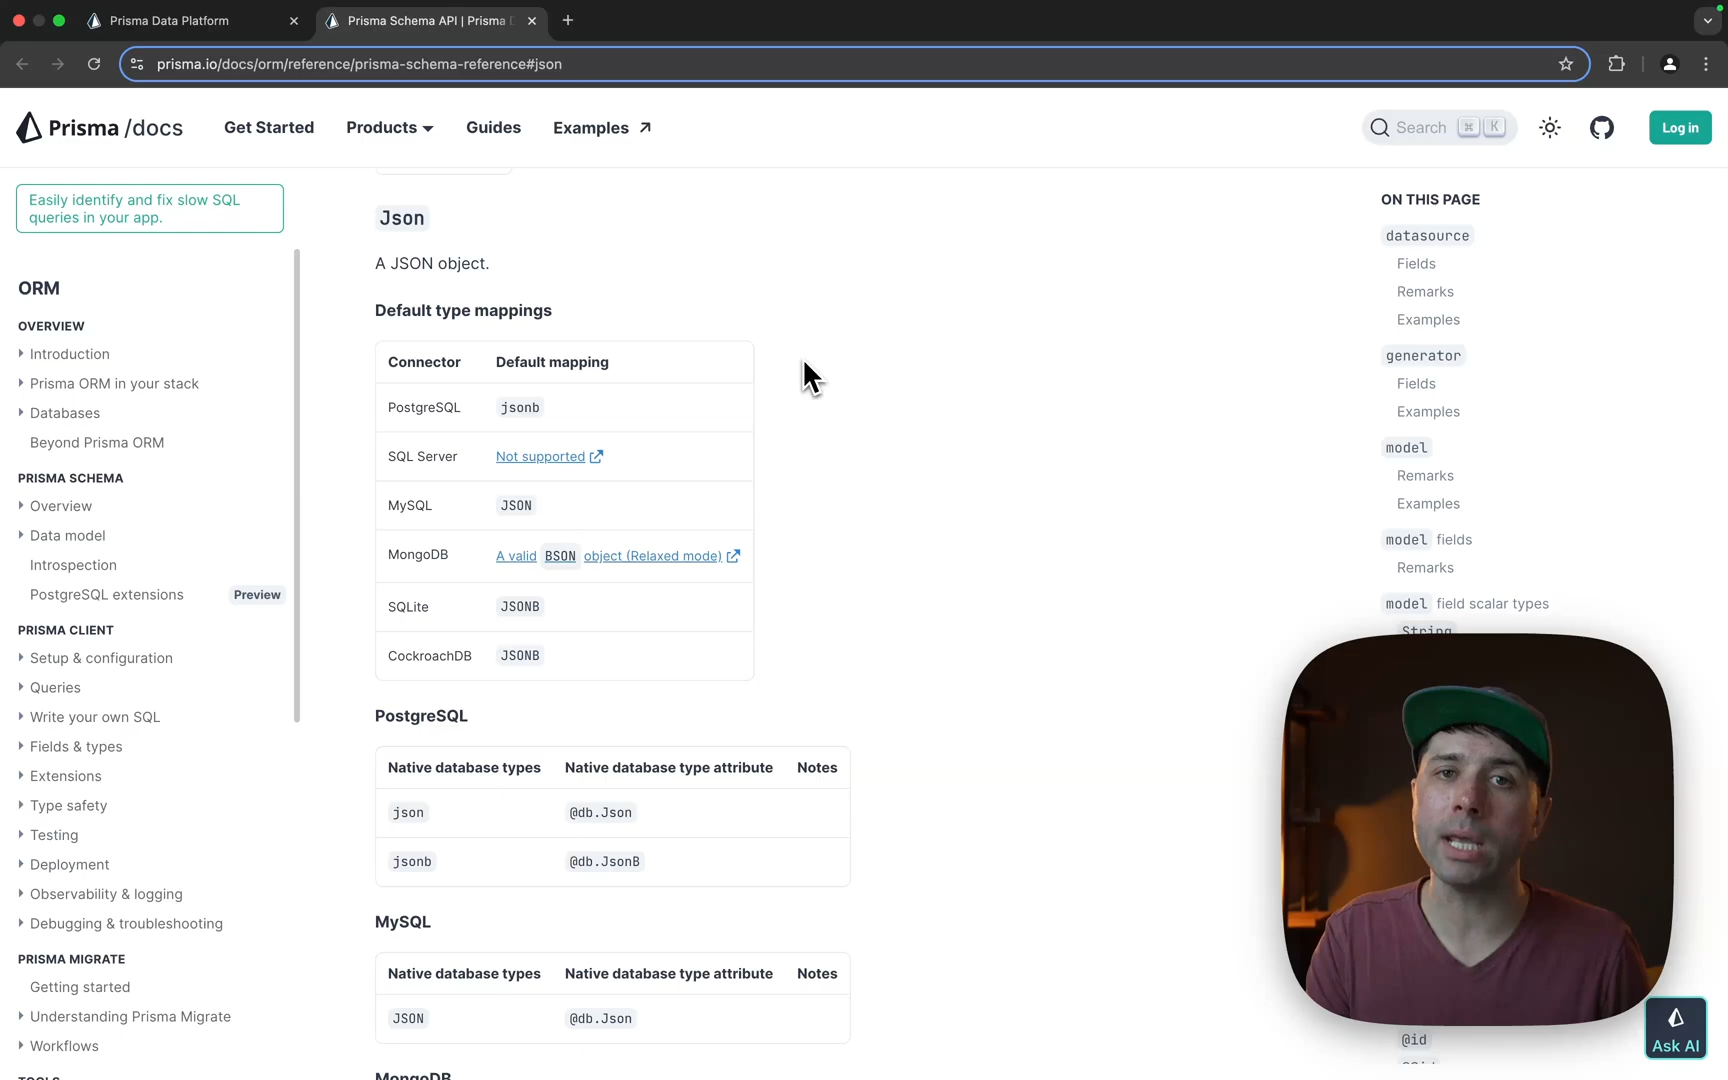 Prisma Data Platform
Prisma Schema API | Prisma D
prisma.io/docs/orm/reference/prisma-schema-reference#json
Prisma /docs
Get Started
Products
Guides
Examples
Search
⌘ K
Log in
Easily identify and fix slow SQL
queries in your app.
ORM
OVERVIEW
Introduction
Prisma ORM in your stack
Databases
Beyond Prisma ORM
PRISMA SCHEMA
Overview
Data model
Introspection
PostgreSQL extensions Preview
PRISMA CLIENT
Setup & configuration
Queries
Write your own SQL
Fields & types
Extensions
Type safety
Testing
Deployment
Observability & logging
Debugging & troubleshooting
PRISMA MIGRATE
Getting started
Understanding Prisma Migrate
Workflows
TOOLS
Json
A JSON object.
Default type mappings
Connector Default mapping
PostgreSQL jsonb
SQL Server Not supported
MySQL JSON
MongoDB A valid BSON object (Relaxed mode)
SQLite JSONB
CockroachDB JSONB
PostgreSQL
Native database types Native database type attribute Notes
json @db.Json
jsonb @db.JsonB
MySQL
Native database types Native database type attribute Notes
JSON @db.Json
MongoDB
ON THIS PAGE
datasource
Fields
Remarks
Examples
generator
Fields
Examples
model
Remarks
Examples
model fields
Remarks
model field scalar types
String
@id
Ask AI